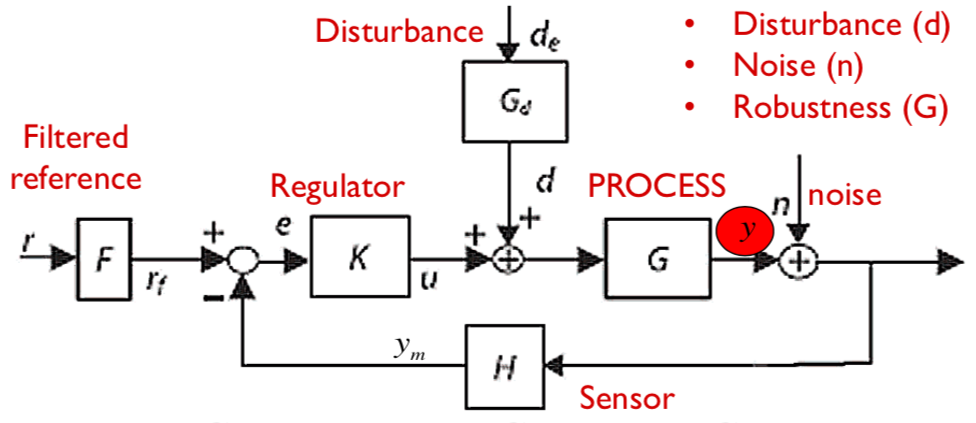 Disturbance
d_e
• Disturbance (d)
• Noise (n)
• Robustness (G)
G_d
Filtered
reference
Regulator
d
PROCESS
noise
n
r
F
r_f
+
−
e
K
u
+
+
+
G
y
+
y_m
H
Sensor